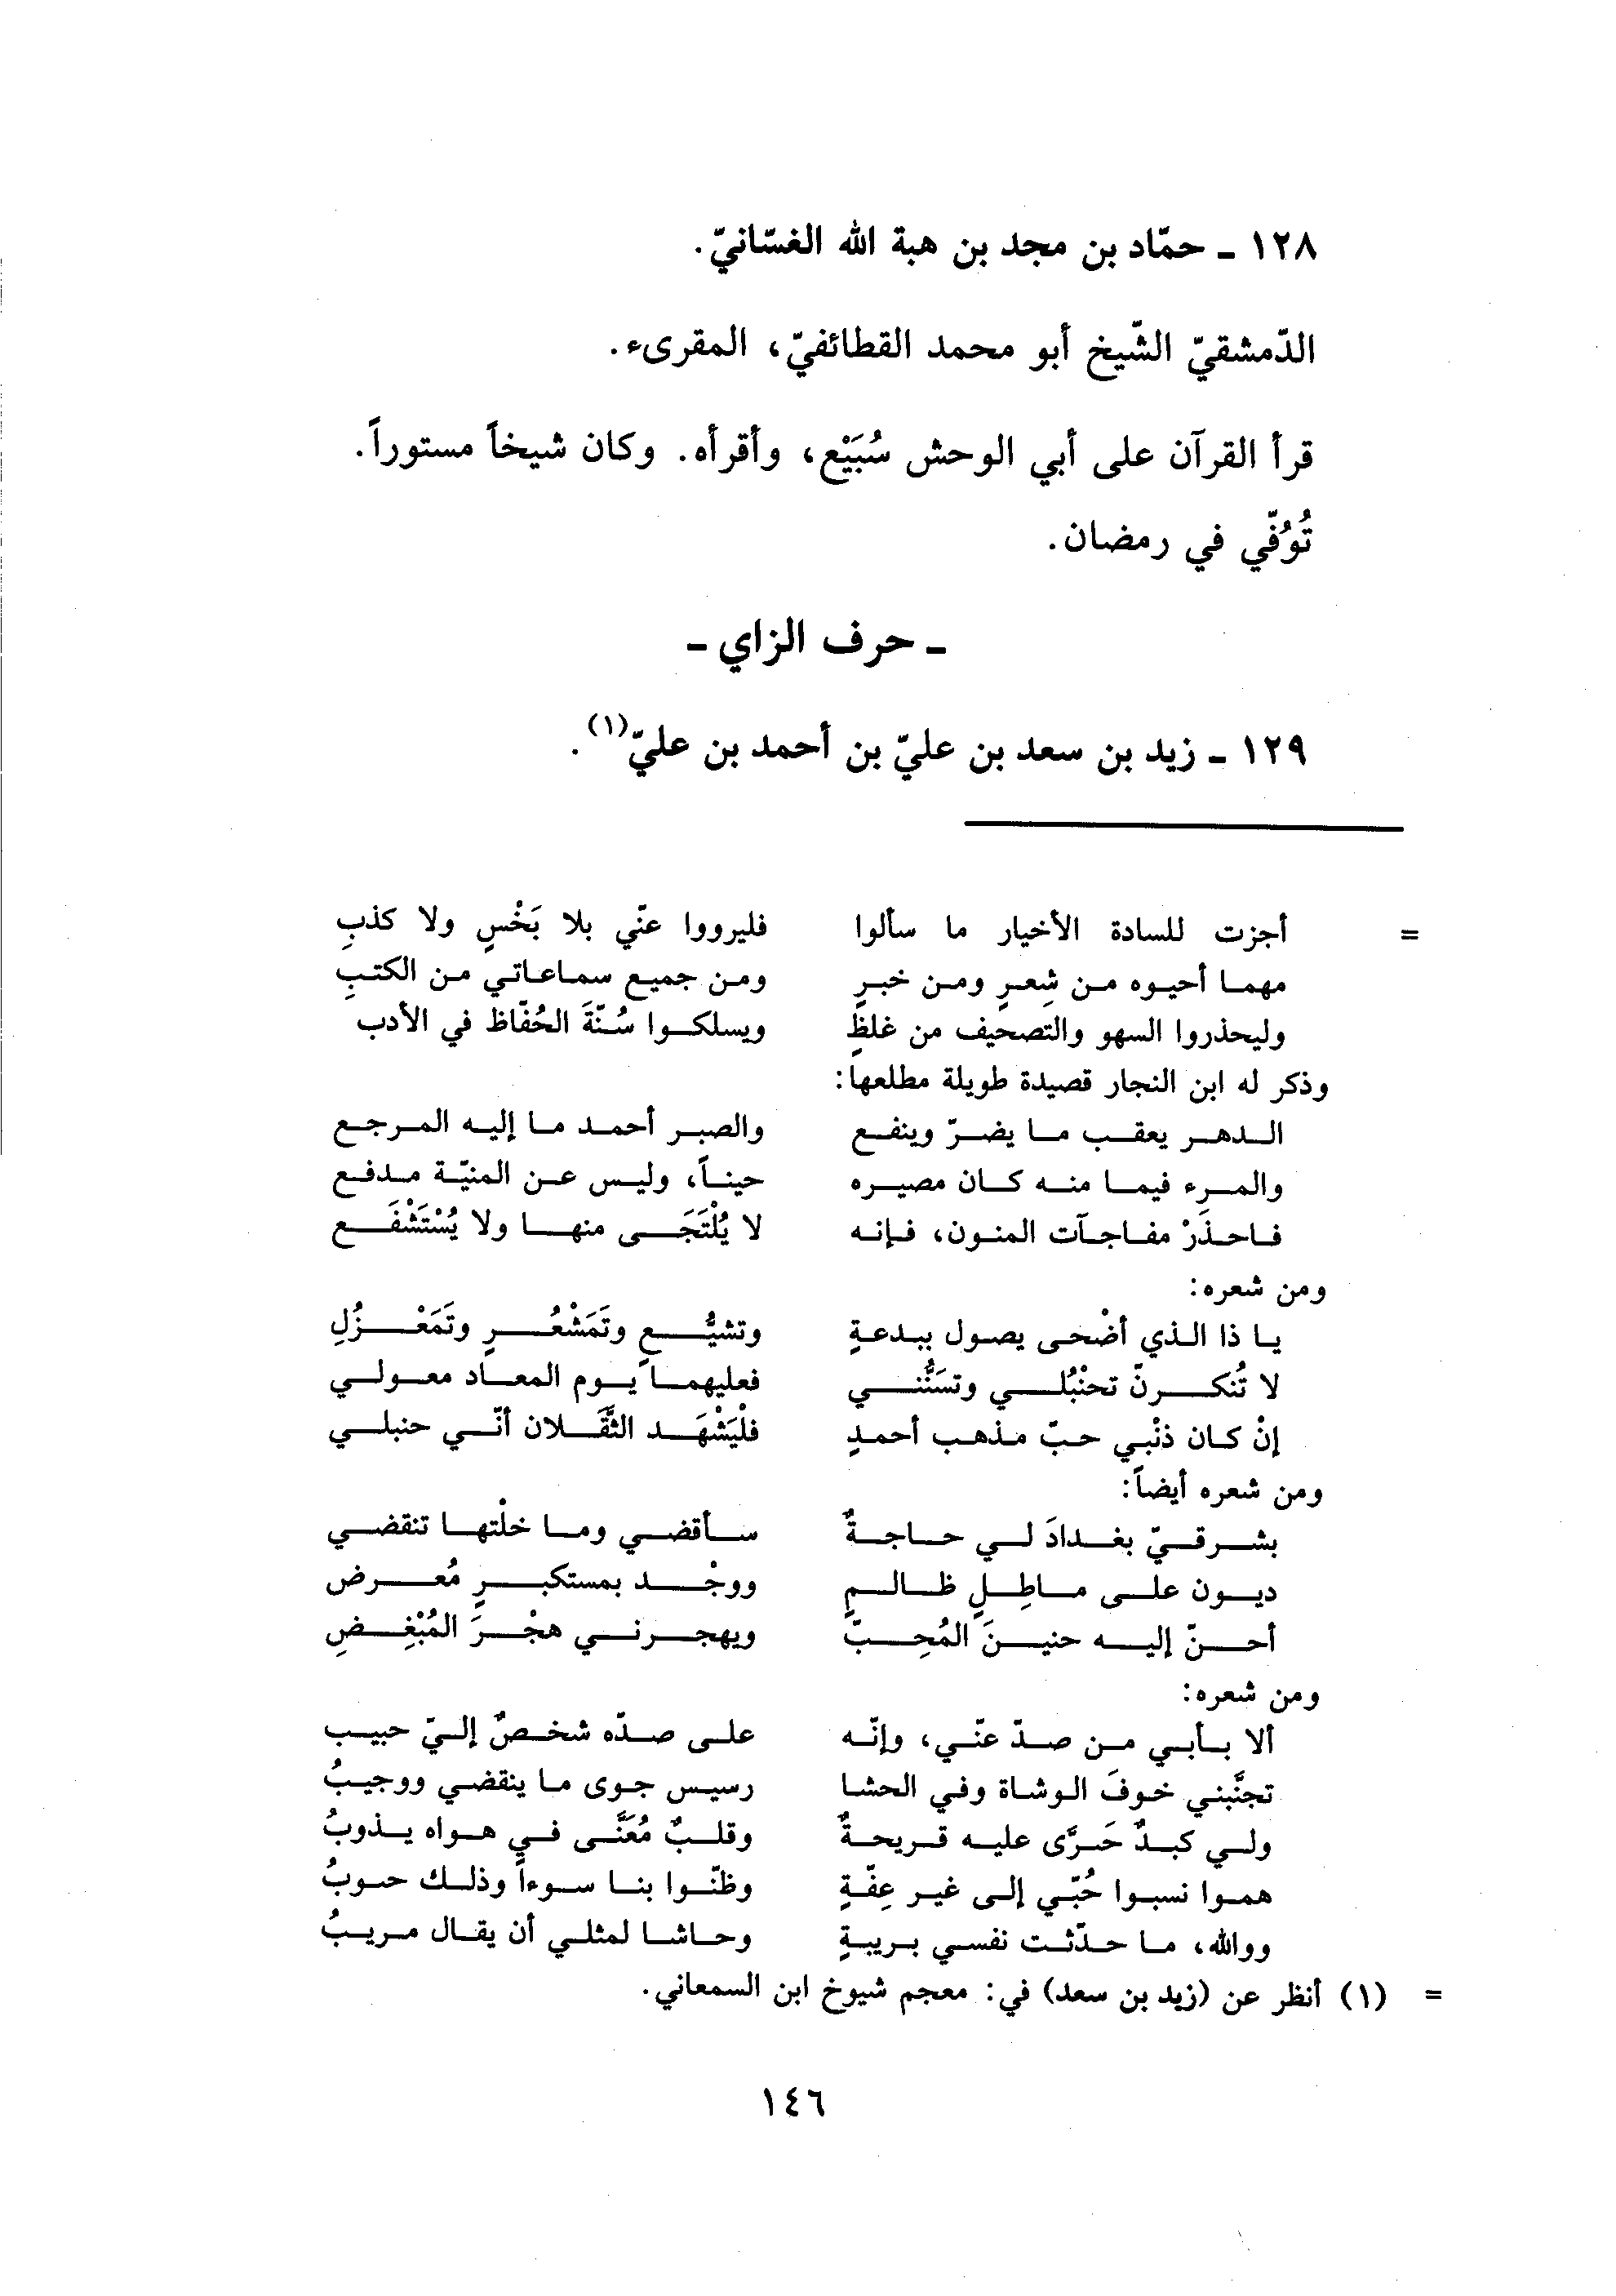 ١٢٨ ـ حمّاد بن مجد بن هبة الله الغسّانيّ.
الدّمشقيّ الشّيخ أبو محمد القطائفيّ، المقرىء.
قرأ القرآن على أبي الوحش سُبَيْع، وأقرأه. وكان شيخاً مستوراً.
تُوُفّي في رمضان.
ـ حرف الزاي ـ
١٢٩ ـ زيد بن سعد بن عليّ بن أحمد بن عليّ(١).
= أجزت للسادة الأخيار ما سألوا فليرووا عنّي بلا بَخْسٍ ولا كذبِ
مهما أحيوه من شِعرٍ ومن خبرٍ ومن جميع سماعاتي من الكتبِ
وليحذروا السهو والتصحيف من غلظٍ ويسلكوا سُنّةَ الحُفّاظ في الأدب
وذكر له ابن النجار قصيدة طويلة مطلعها:
الدهر يعقب ما يضرّ وينفع والصبر أحمد ما إليه المرجع
والمرء فيما منه كان مصيره حيناً، وليس عن المنيّة مدفع
فاحذَرْ مفاجآت المنون، فإنه لا يُلْتَجَى منها ولا يُسْتَشْفَع
ومن شعره:
يا ذا الذي أضْحى يصول ببدعةٍ وتشيُّعٍ وتَمَشْعُرٍ وتَمَعْزُلِ
لا تُنكرنّ تحنْبُلي وتسَنُّني فعليهما يوم المعاد معولي
إنْ كان ذنْبي حبّ مذهب أحمدٍ فلْيَشْهَد الثَّقَلان أنّي حنبلي
ومن شعره أيضاً:
بشرقيّ بغدادَ لي حاجةٌ سأقضي وما خلْتها تنقضي
ديون على ماطِلٍ ظالمٍ ووجْد بمستكبرٍ مُعرض
أحنّ إليه حنينَ المُحِبّ ويهجرني هجْرَ المُبْغِضِ
ومن شعره:
ألا بأبي من صدّ عنّي، وإنّه على صدّه شخصٌ إليّ حبيب
تجنَّبني خوفَ الوشاة وفي الحشا رسيس جوى ما ينقضي ووجيبُ
ولي كبدٌ حَرَّى عليه قريحةٌ وقلبٌ مُعَنَّى في هواه يذوبُ
هموا نسبوا حُبّي إلى غير عِفّةٍ وظنّوا بنا سوءاً وذلك حوبُ
ووالله، ما حدّثت نفسي بريبةٍ وحاشا لمثلي أن يقال مريبُ
= (١) أنظر عن (زيد بن سعد) في: معجم شيوخ ابن السمعاني.
١٤٦